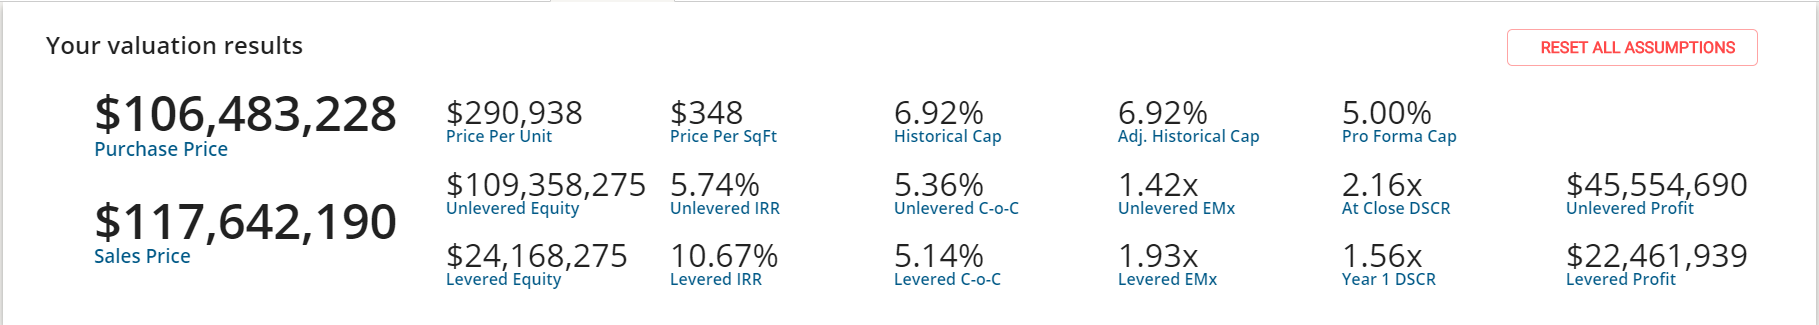 Your valuation results
RESET ALL ASSUMPTIONS
$106,483,228
Purchase Price
$117,642,190
Sales Price
$290,938 $348 6.92% 6.92% 5.00%
Price Per Unit Price Per SqFt Historical Cap Adj. Historical Cap Pro Forma Cap
$109,358,275 5.74% 5.36% 1.42x 2.16x $45,554,690
Unlevered Equity Unlevered IRR Unlevered C-o-C Unlevered EMx At Close DSCR Unlevered Profit
$24,168,275 10.67% 5.14% 1.93x 1.56x $22,461,939
Levered Equity Levered IRR Levered C-o-C Levered EMx Year 1 DSCR Levered Profit